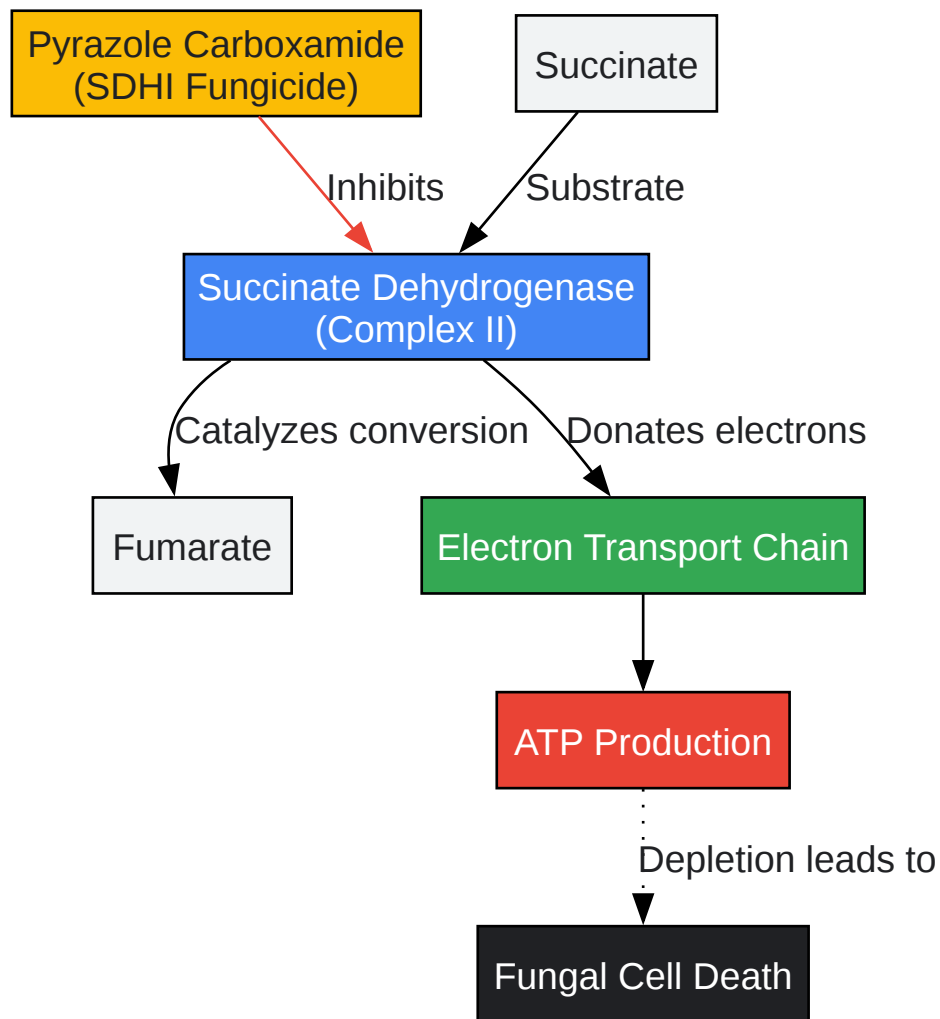 Pyrazole Carboxamide
(SDHI Fungicide)
Succinate
Inhibits
Substrate
Succinate Dehydrogenase
(Complex II)
Catalyzes conversion
Donates electrons
Fumarate
Electron Transport Chain
ATP Production
Depletion leads to
Fungal Cell Death